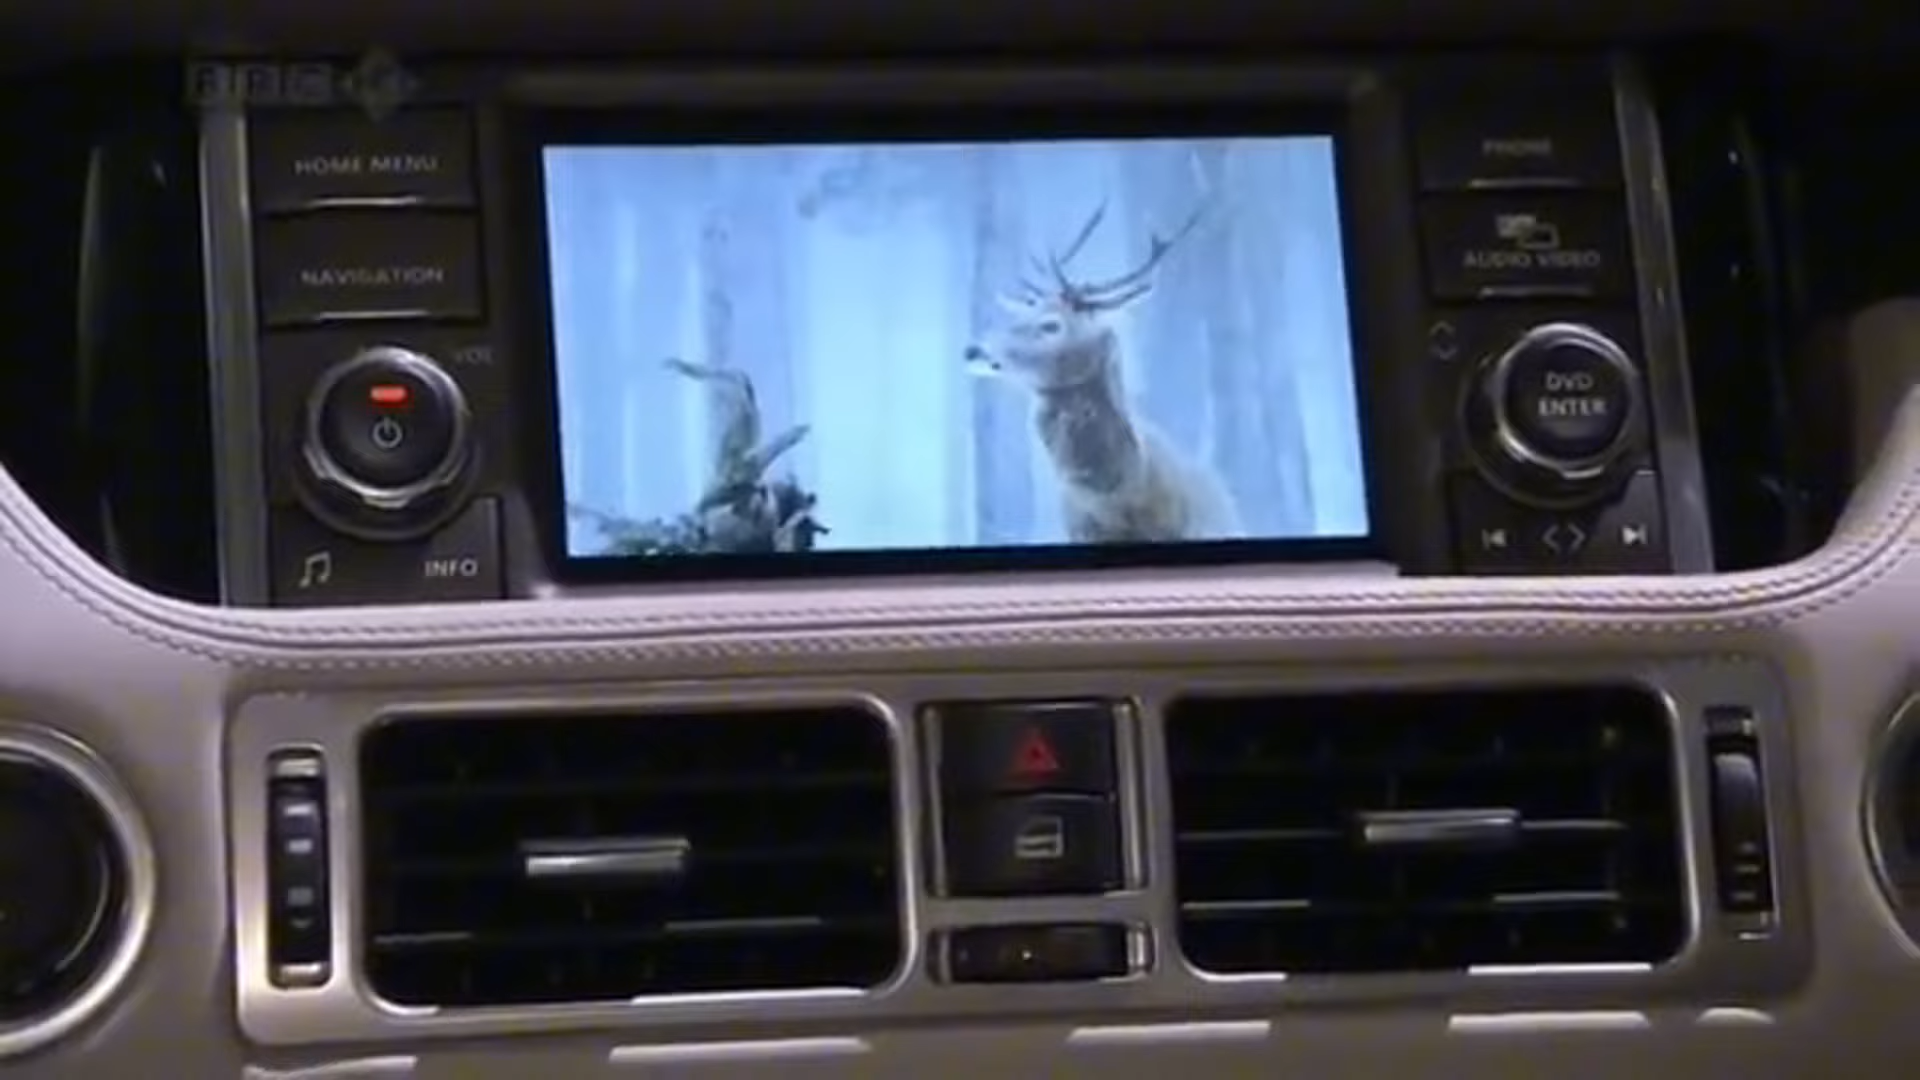 HOME MENU
NAVIGATION
VOL
INFO
PHONE
AUDIO VIDEO
DVD
ENTER